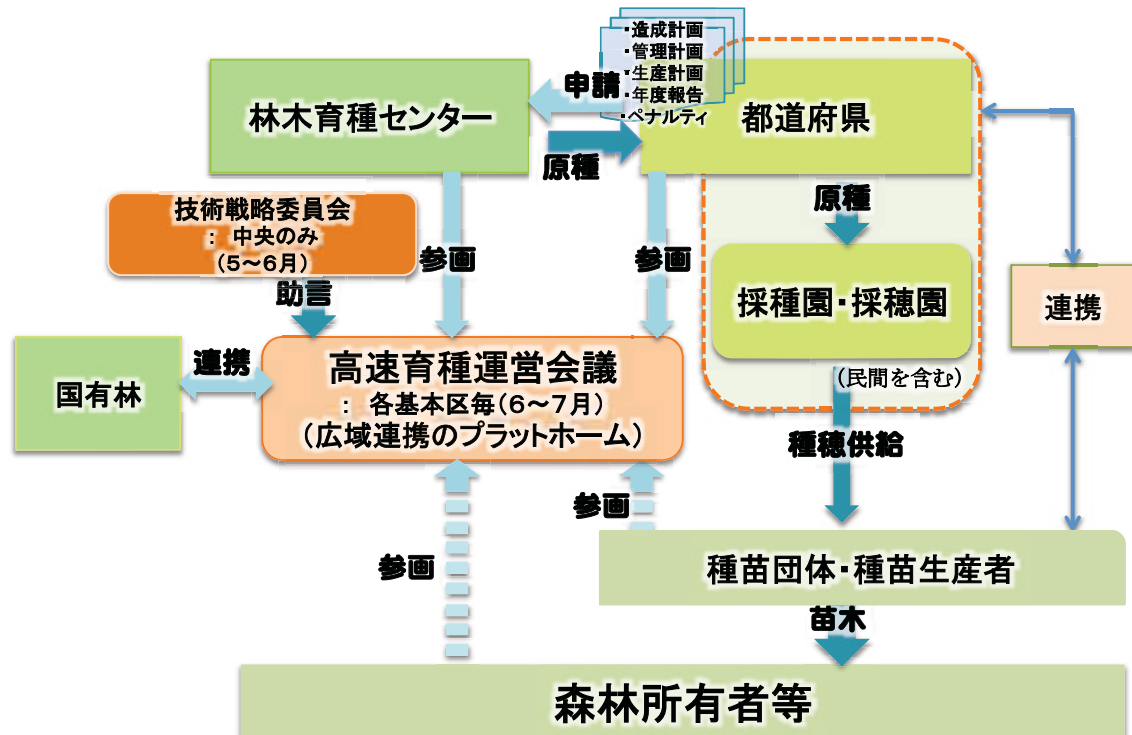 ・造成計画
・管理計画
・生産計画
・年度報告
・ペナルティ
申請
林木育種センター
都道府県
原種
原種
技術戦略委員会
: 中央のみ
(5~6月)
参画
参画
助言
採種園・採穂園
(民間を含む)
連携
連携
国有林
高速育種運営会議
: 各基本区毎(6~7月)
(広域連携のプラットホーム)
種穂供給
参画
参画
種苗団体・種苗生産者
苗木
森林所有者等